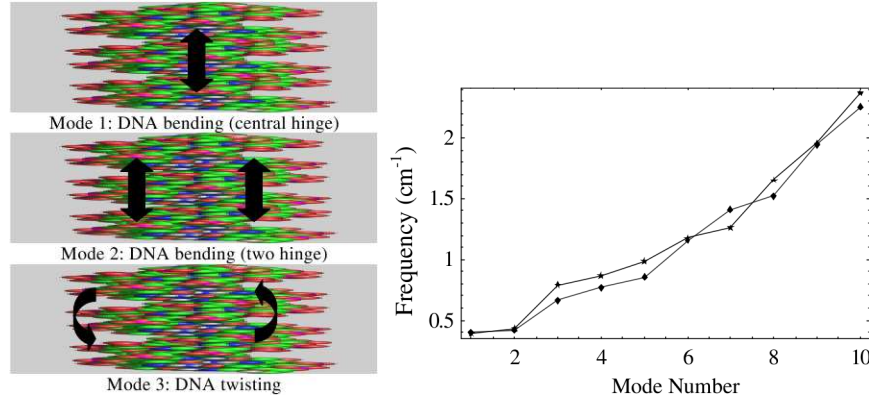 Mode 1: DNA bending (central hinge)
Mode 2: DNA bending (two hinge)
Mode 3: DNA twisting
Frequency (cm⁻¹)
2
1.5
1
0.5
2
4
6
8
10
Mode Number